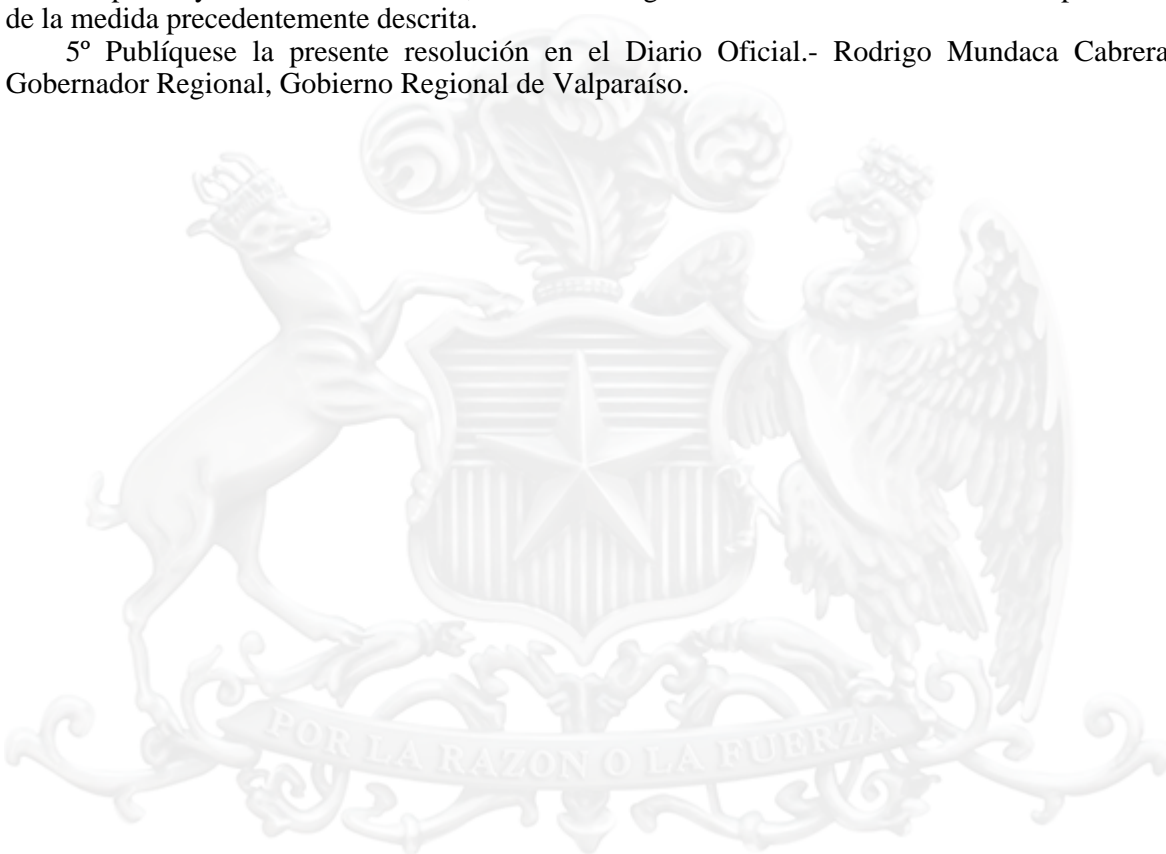 de la medida precedentemente descrita.
5º Publíquese la presente resolución en el Diario Oficial.- Rodrigo Mundaca Cabrera
Gobernador Regional, Gobierno Regional de Valparaíso.
POR LA RAZON O LA FUERZA